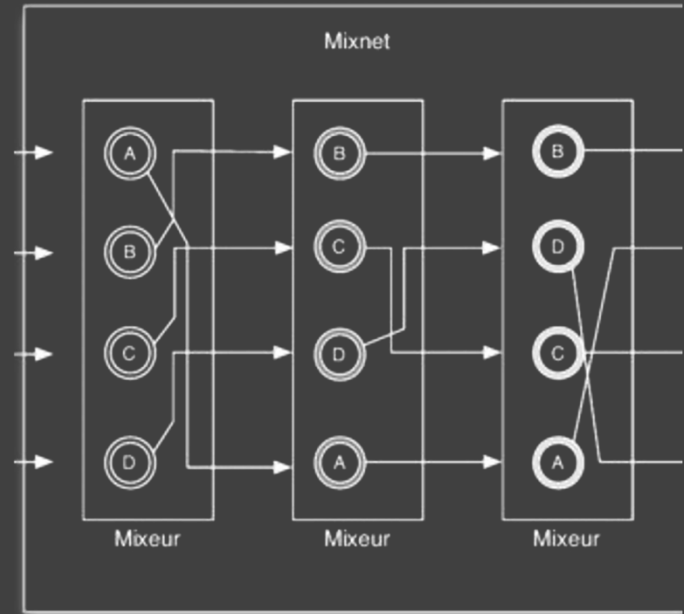 Mixnet
A B B
B C D
C D C
D A A
Mixeur Mixeur Mixeur